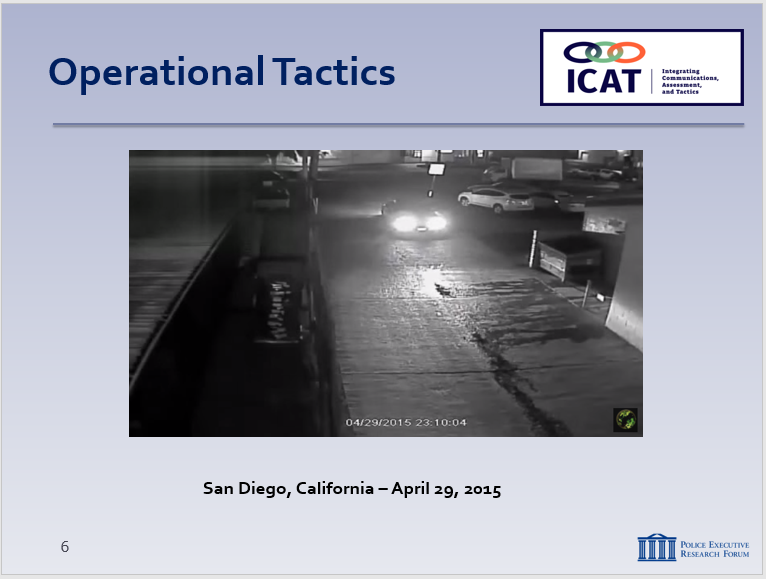 Operational Tactics
ICAT
Integrating
Communications,
Assessment,
and Tactics
04/29/2015 23:10:04
San Diego, California – April 29, 2015
6
POLICE EXECUTIVE
RESEARCH FORUM